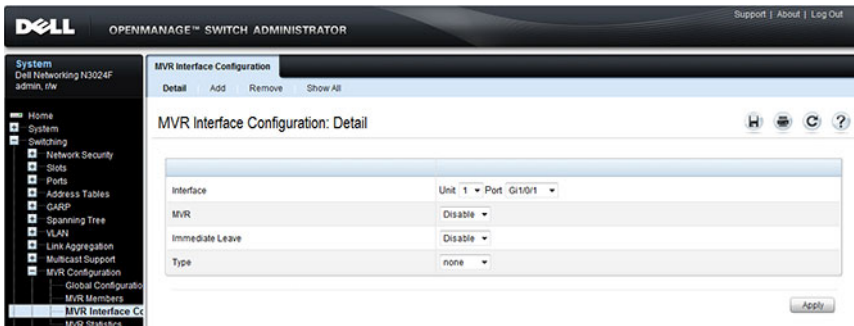 Support | About | Log Out
DELL OPENMANAGE™ SWITCH ADMINISTRATOR
System
Dell Networking N3024F
admin, r/w
Home
System
Switching
Network Security
Slots
Ports
Address Tables
GARP
Spanning Tree
VLAN
Link Aggregation
Multicast Support
MVR Configuration
Global Configuratio
MVR Members
MVR Interface Co
MVR Statistics
MVR Interface Configuration
Detail Add Remove Show All
MVR Interface Configuration: Detail
Interface Unit 1 Port Gi1/0/1
MVR Disable
Immediate Leave Disable
Type none
Apply